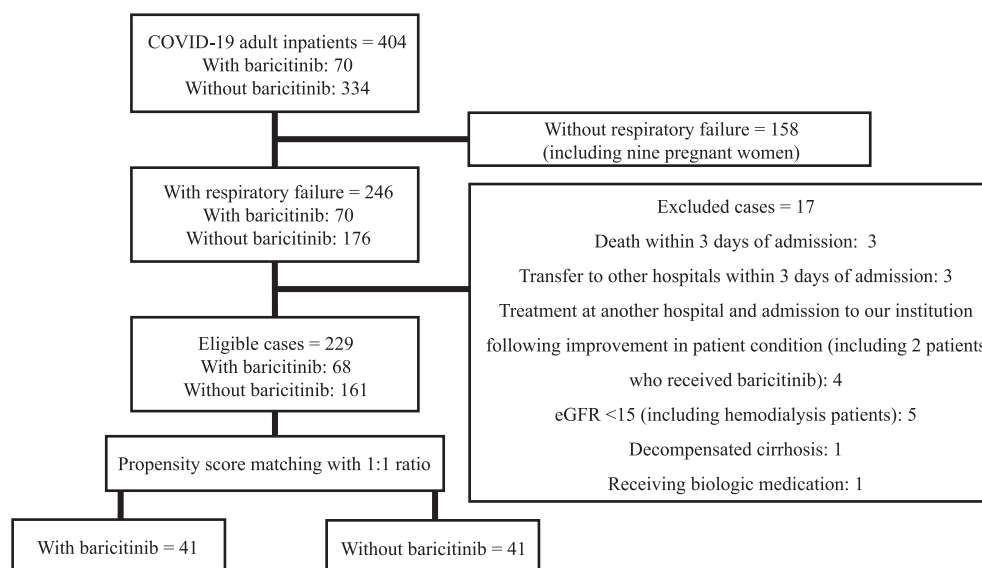 COVID-19 adult inpatients = 404
With baricitinib: 70
Without baricitinib: 334
Without respiratory failure = 158
(including nine pregnant women)
With respiratory failure = 246
With baricitinib: 70
Without baricitinib: 176
Excluded cases = 17
Death within 3 days of admission: 3
Transfer to other hospitals within 3 days of admission: 3
Treatment at another hospital and admission to our institution
following improvement in patient condition (including 2 patients
who received baricitinib): 4
eGFR <15 (including hemodialysis patients): 5
Decompensated cirrhosis: 1
Receiving biologic medication: 1
Eligible cases = 229
With baricitinib: 68
Without baricitinib: 161
Propensity score matching with 1:1 ratio
With baricitinib = 41
Without baricitinib = 41